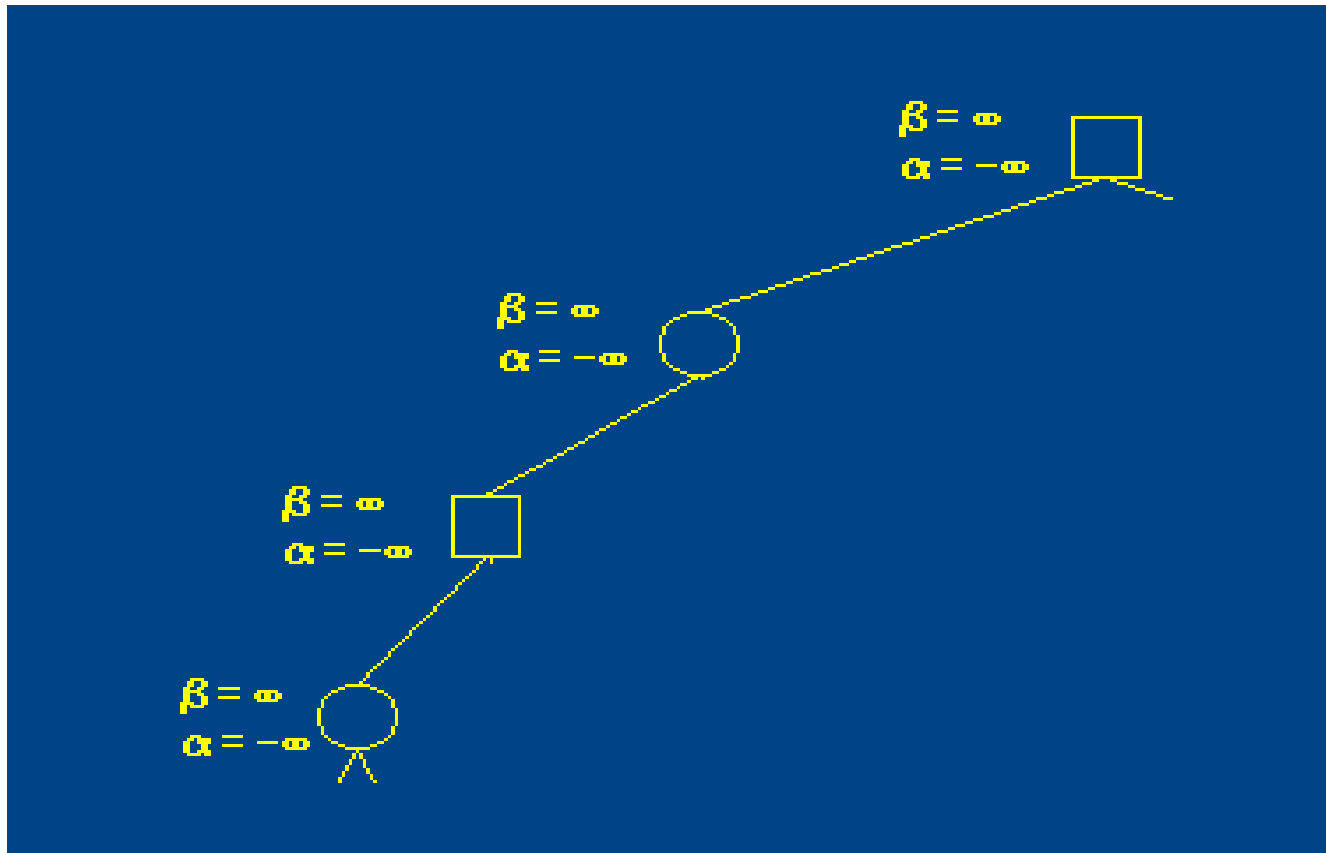 β = ∞
α = −∞
β = ∞
α = −∞
β = ∞
α = −∞
β = ∞
α = −∞